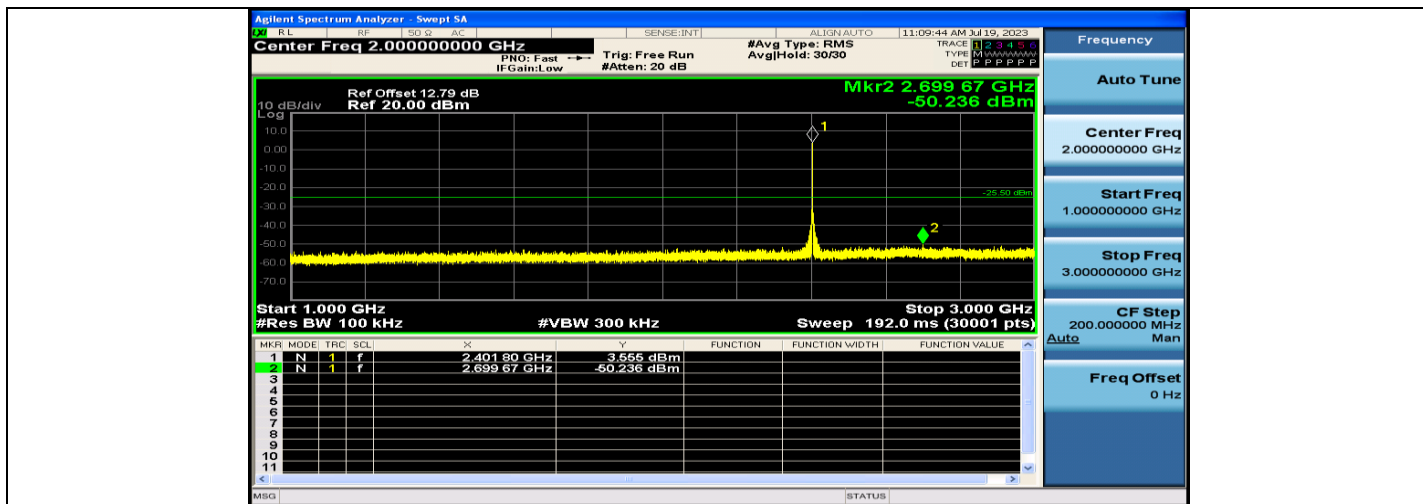 Agilent Spectrum Analyzer - Swept SA
LXI RL RF 50 Ω AC SENSE:INT ALIGN AUTO 11:09:44 AM Jul 19, 2023
Center Freq 2.000000000 GHz
PNO: Fast
IFGain:Low
Trig: Free Run
#Atten: 20 dB
#Avg Type: RMS
Avg|Hold: 30/30
TRACE 1 2 3 4 5 6
TYPE M W W W W W
DET P P P P P P
Ref Offset 12.79 dB
Ref 20.00 dBm
10 dB/div
Log
Mkr2 2.699 67 GHz
-50.236 dBm
10.0
0.00
-10.0
-20.0
-30.0
-40.0
-50.0
-60.0
-70.0
1
-25.50 dBm
2
Start 1.000 GHz Stop 3.000 GHz
#Res BW 100 kHz #VBW 300 kHz Sweep 192.0 ms (30001 pts)
MKR MODE TRC SCL X Y FUNCTION FUNCTION WIDTH FUNCTION VALUE
1 N 1 f 2.401 80 GHz 3.555 dBm
2 N 1 f 2.699 67 GHz -50.236 dBm
3
4
5
6
7
8
9
10
11
MSG STATUS
Frequency
Auto Tune
Center Freq
2.000000000 GHz
Start Freq
1.000000000 GHz
Stop Freq
3.000000000 GHz
CF Step
200.000000 MHz
Auto Man
Freq Offset
0 Hz